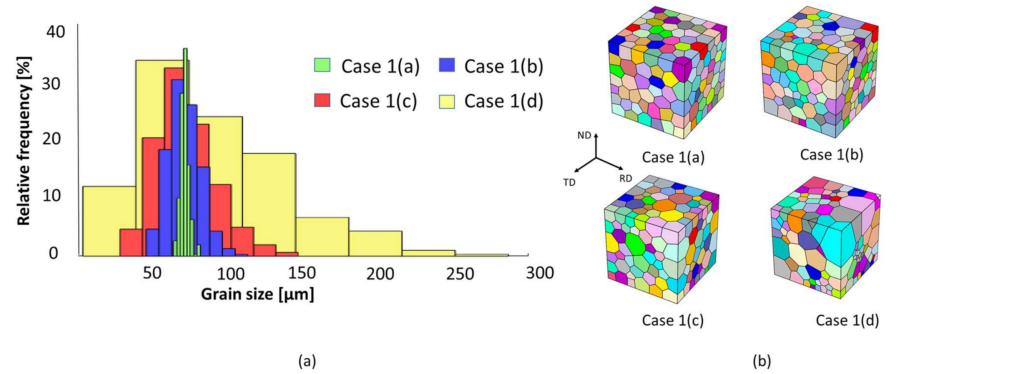 40
30
20
10
0
Relative frequency [%]
Case 1(a) Case 1(b)
Case 1(c) Case 1(d)
50 100 150 200 250 300
Grain size [µm]
(a)
Case 1(a) Case 1(b)
ND
TD RD
Case 1(c) Case 1(d)
(b)